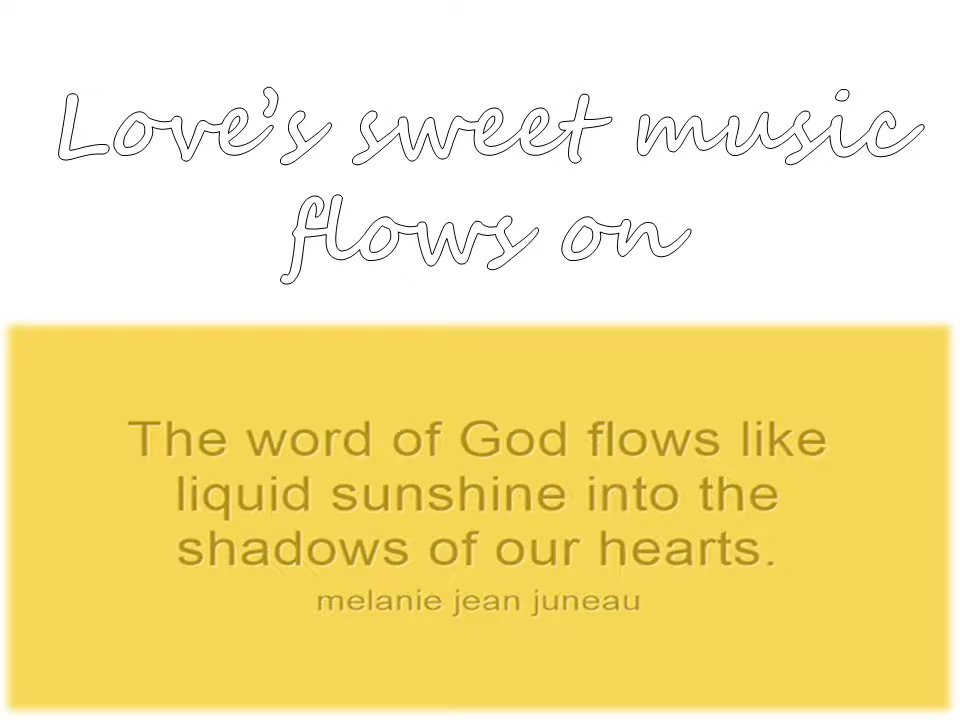 Love’s sweet music
flows on
The word of God flows like
liquid sunshine into the
shadows of our hearts.
melanie jean juneau